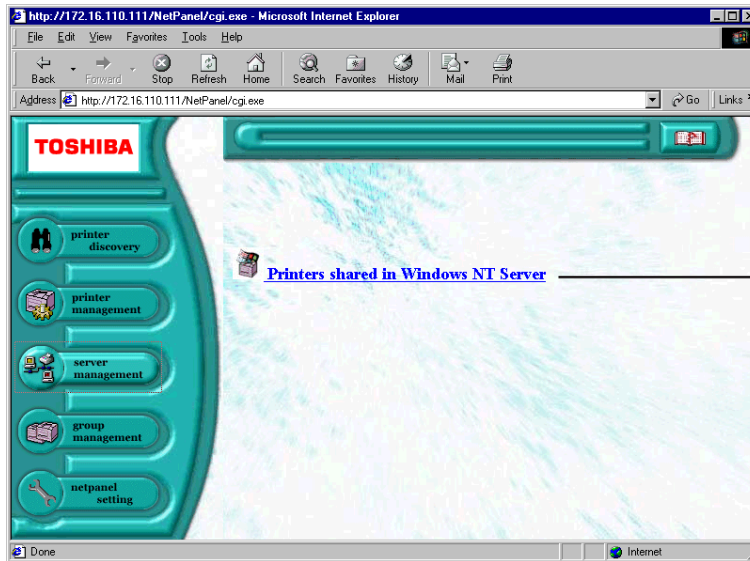 http://172.16.110.111/NetPanel/cgi.exe - Microsoft Internet Explorer
File Edit View Favorites Tools Help
Back Forward Stop Refresh Home Search Favorites History Mail Print
Address http://172.16.110.111/NetPanel/cgi.exe Go Links
TOSHIBA
printer
discovery
printer
management
server
management
group
management
netpanel
setting
Printers shared in Windows NT Server
Done Internet